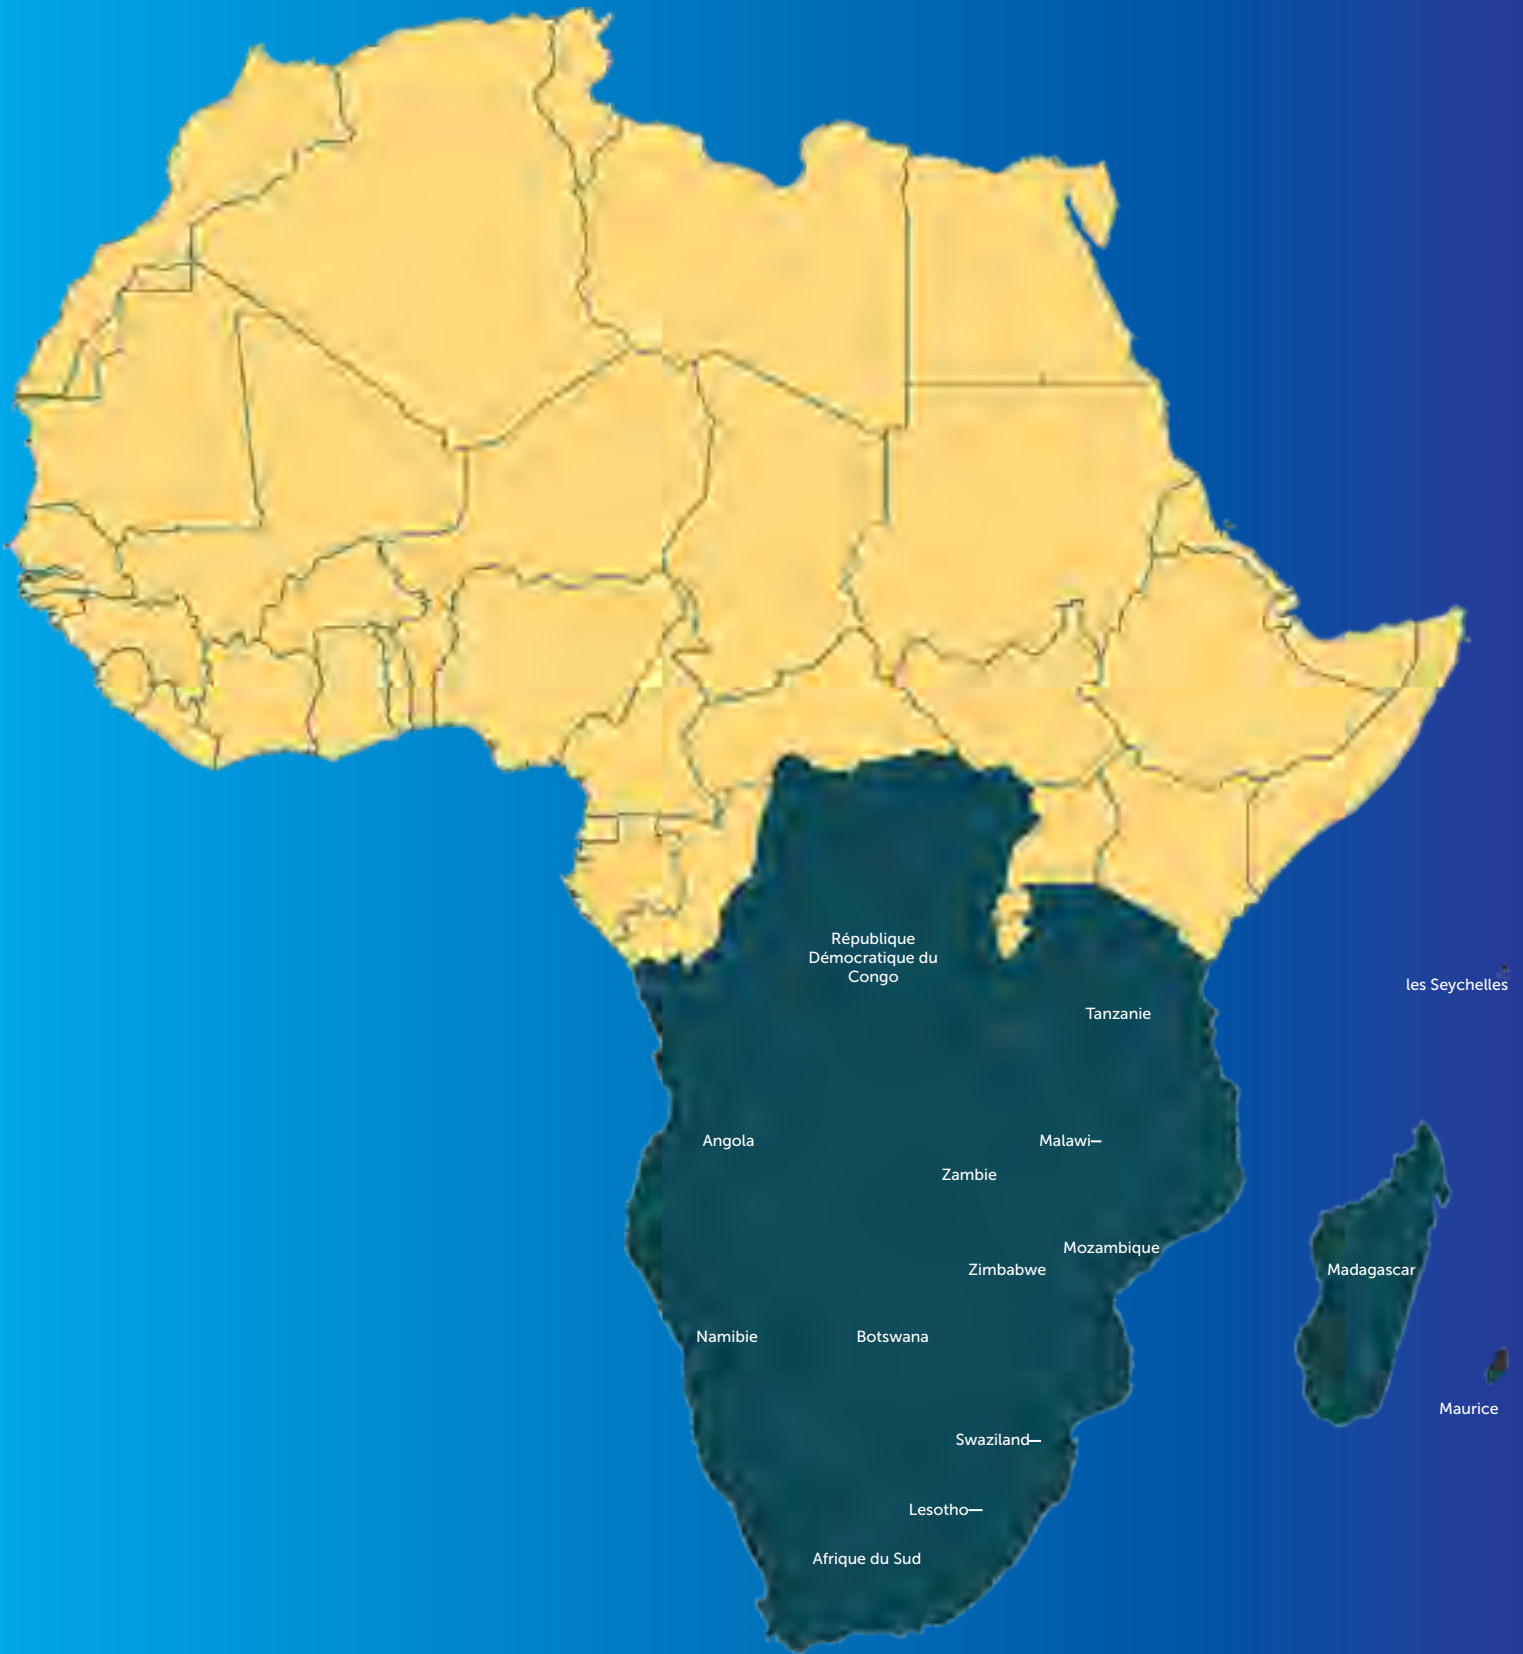 République
Démocratique du
Congo
les Seychelles
Tanzanie
Angola
Malawi
Zambie
Mozambique
Zimbabwe
Madagascar
Namibie
Botswana
Maurice
Swaziland
Lesotho
Afrique du Sud